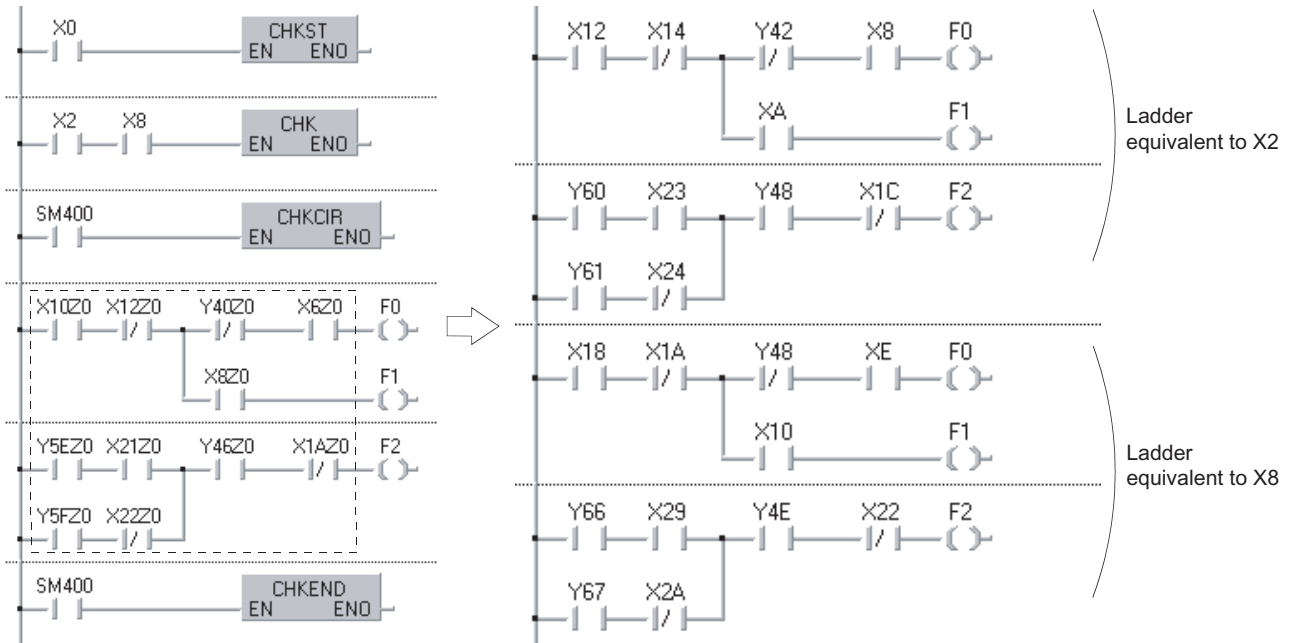 X0 CHKST
EN ENO
X2 X8 CHK
EN ENO
SM400 CHKCIR
EN ENO
X10Z0 X12Z0 Y40Z0 X6Z0 F0
X8Z0 F1
Y5EZ0 X21Z0 Y46Z0 X1AZ0 F2
Y5FZ0 X22Z0
SM400 CHKEND
EN ENO
X12 X14 Y42 X8 F0
XA F1
Y60 X23 Y48 X1C F2
Y61 X24
Ladder
equivalent to X2
X18 X1A Y48 XE F0
X10 F1
Y66 X29 Y4E X22 F2
Y67 X2A
Ladder
equivalent to X8